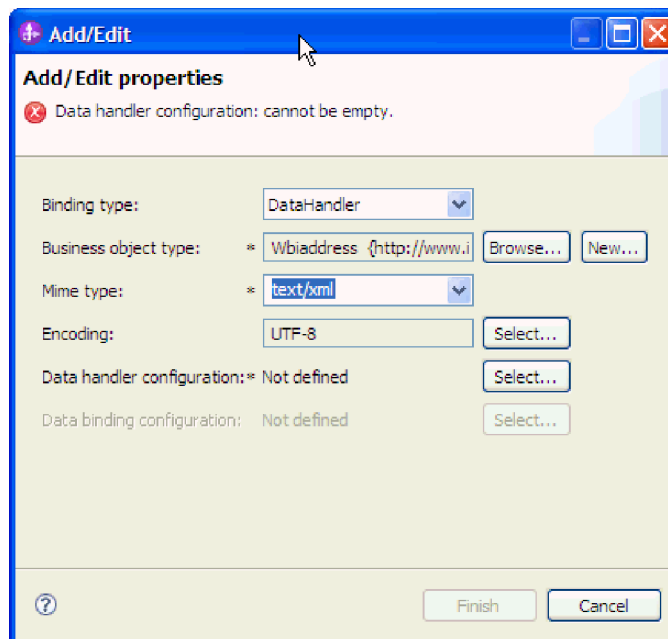 Add/Edit
Add/Edit properties
Data handler configuration: cannot be empty.
Binding type: DataHandler
Business object type: * Wbiaddress {http://www.i Browse... New...
Mime type: * text/xml
Encoding: UTF-8 Select...
Data handler configuration:* Not defined Select...
Data binding configuration: Not defined Select...
? Finish Cancel